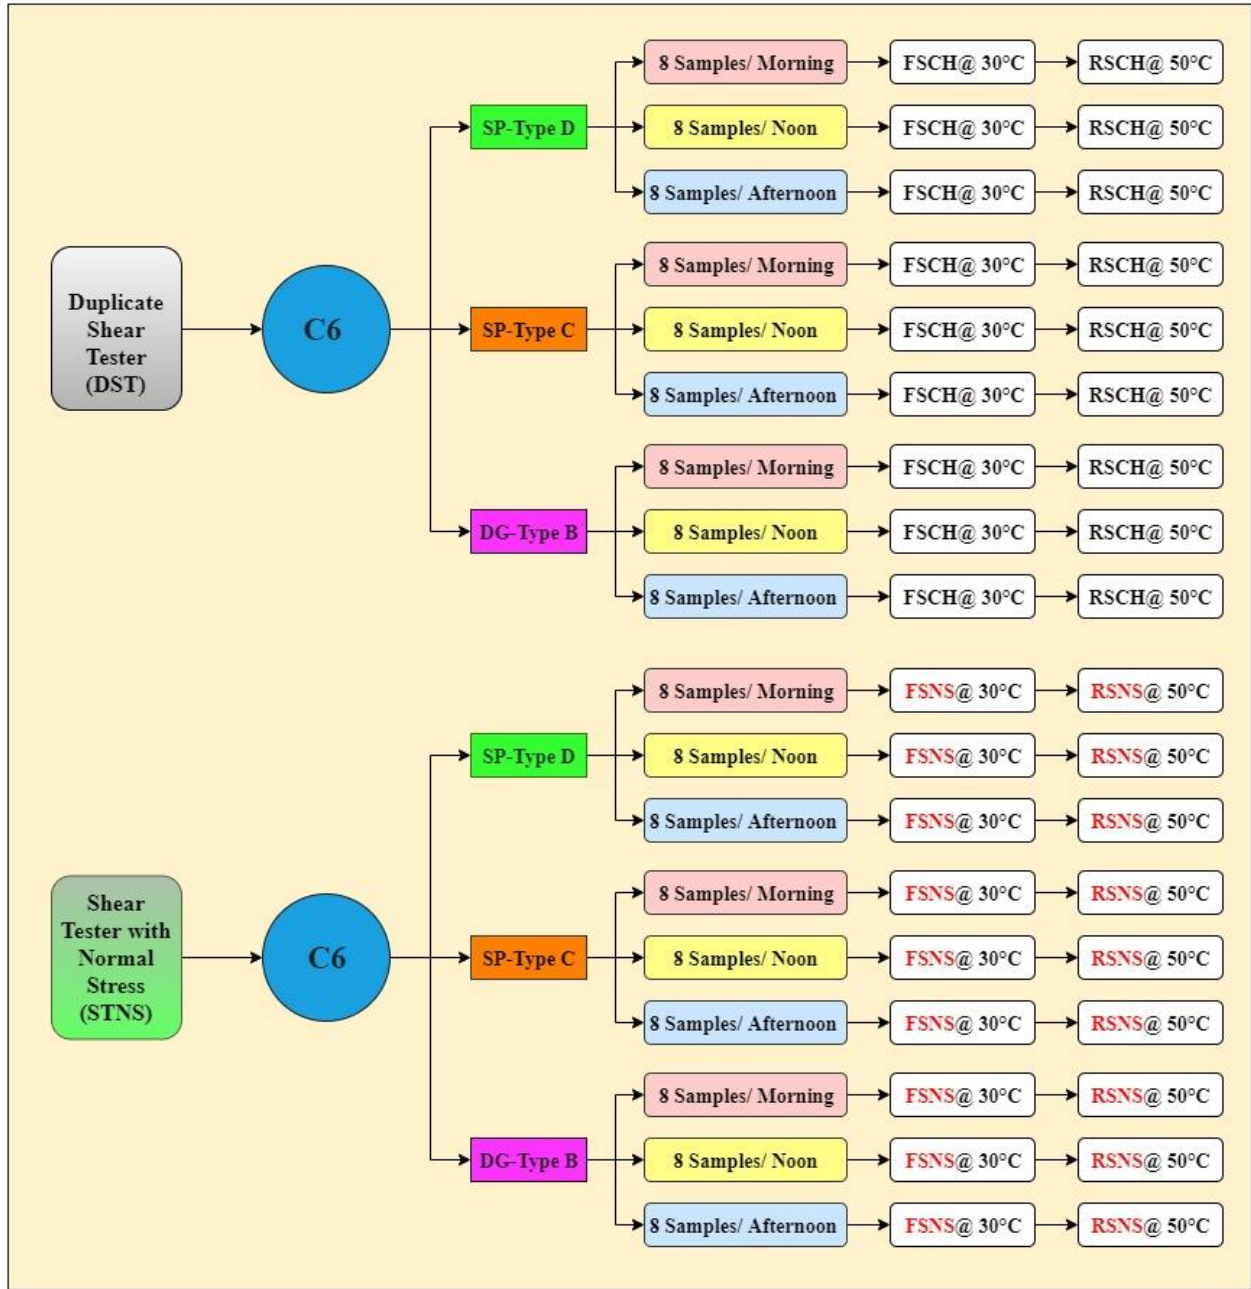 Duplicate
Shear
Tester
(DST)
C6
SP-Type D
8 Samples/ Morning
FSCH@ 30°C
RSCH@ 50°C
8 Samples/ Noon
FSCH@ 30°C
RSCH@ 50°C
8 Samples/ Afternoon
FSCH@ 30°C
RSCH@ 50°C
SP-Type C
8 Samples/ Morning
FSCH@ 30°C
RSCH@ 50°C
8 Samples/ Noon
FSCH@ 30°C
RSCH@ 50°C
8 Samples/ Afternoon
FSCH@ 30°C
RSCH@ 50°C
DG-Type B
8 Samples/ Morning
FSCH@ 30°C
RSCH@ 50°C
8 Samples/ Noon
FSCH@ 30°C
RSCH@ 50°C
8 Samples/ Afternoon
FSCH@ 30°C
RSCH@ 50°C
Shear
Tester with
Normal
Stress
(STNS)
C6
SP-Type D
8 Samples/ Morning
FSNS@ 30°C
RSNS@ 50°C
8 Samples/ Noon
FSNS@ 30°C
RSNS@ 50°C
8 Samples/ Afternoon
FSNS@ 30°C
RSNS@ 50°C
SP-Type C
8 Samples/ Morning
FSNS@ 30°C
RSNS@ 50°C
8 Samples/ Noon
FSNS@ 30°C
RSNS@ 50°C
8 Samples/ Afternoon
FSNS@ 30°C
RSNS@ 50°C
DG-Type B
8 Samples/ Morning
FSNS@ 30°C
RSNS@ 50°C
8 Samples/ Noon
FSNS@ 30°C
RSNS@ 50°C
8 Samples/ Afternoon
FSNS@ 30°C
RSNS@ 50°C